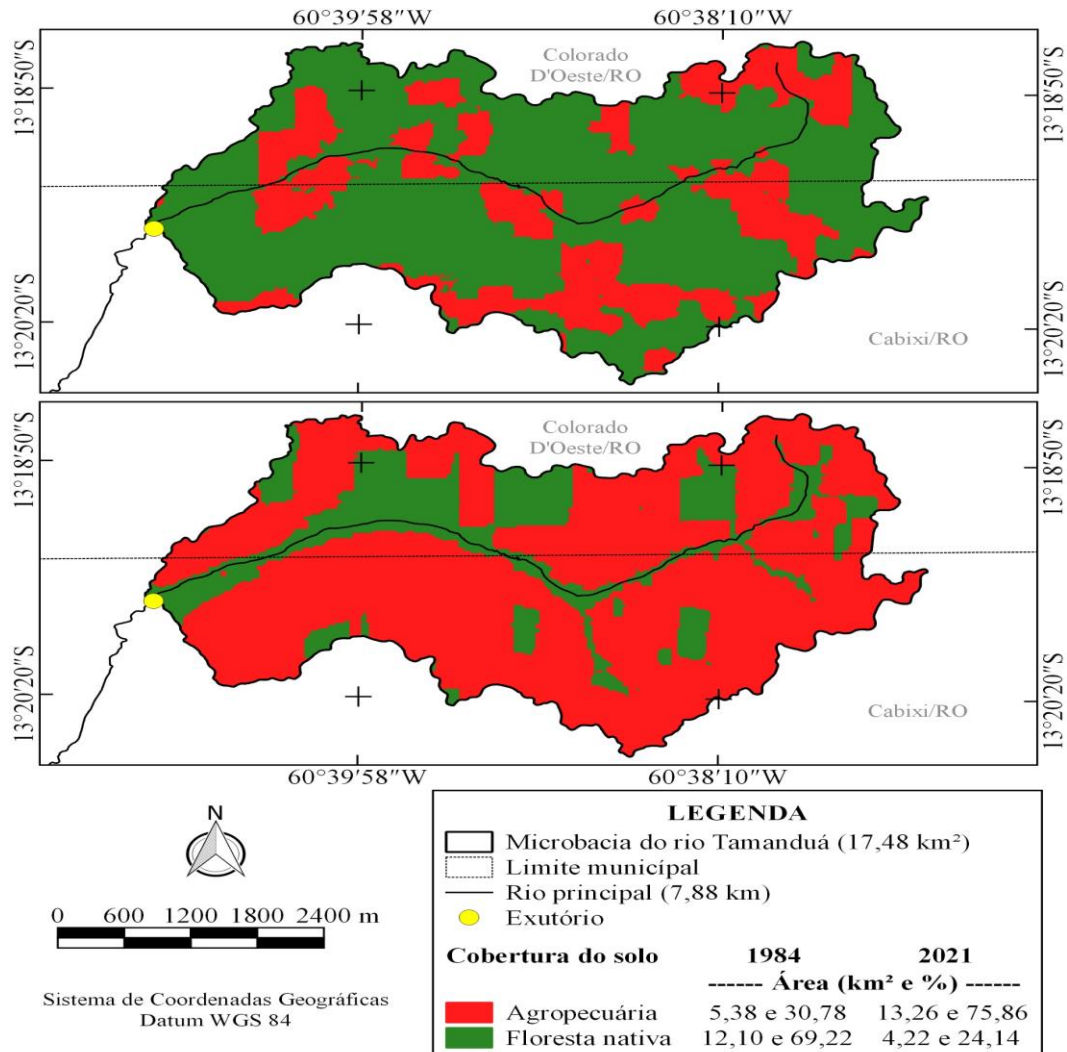 60°39'58"W 60°38'10"W
Colorado
D'Oeste/RO
13°18'50"S 13°18'50"S
13°20'20"S 13°20'20"S
Cabixi/RO
Colorado
D'Oeste/RO
13°18'50"S 13°18'50"S
13°20'20"S 13°20'20"S
Cabixi/RO
60°39'58"W 60°38'10"W
N
0 600 1200 1800 2400 m
Sistema de Coordenadas Geográficas
Datum WGS 84
LEGENDA
Microbacia do rio Tamanduá (17,48 km²)
Limite municípal
Rio principal (7,88 km)
Exutório
Cobertura do solo 1984 2021
------ Área (km² e %) ------
Agropecuária 5,38 e 30,78 13,26 e 75,86
Floresta nativa 12,10 e 69,22 4,22 e 24,14